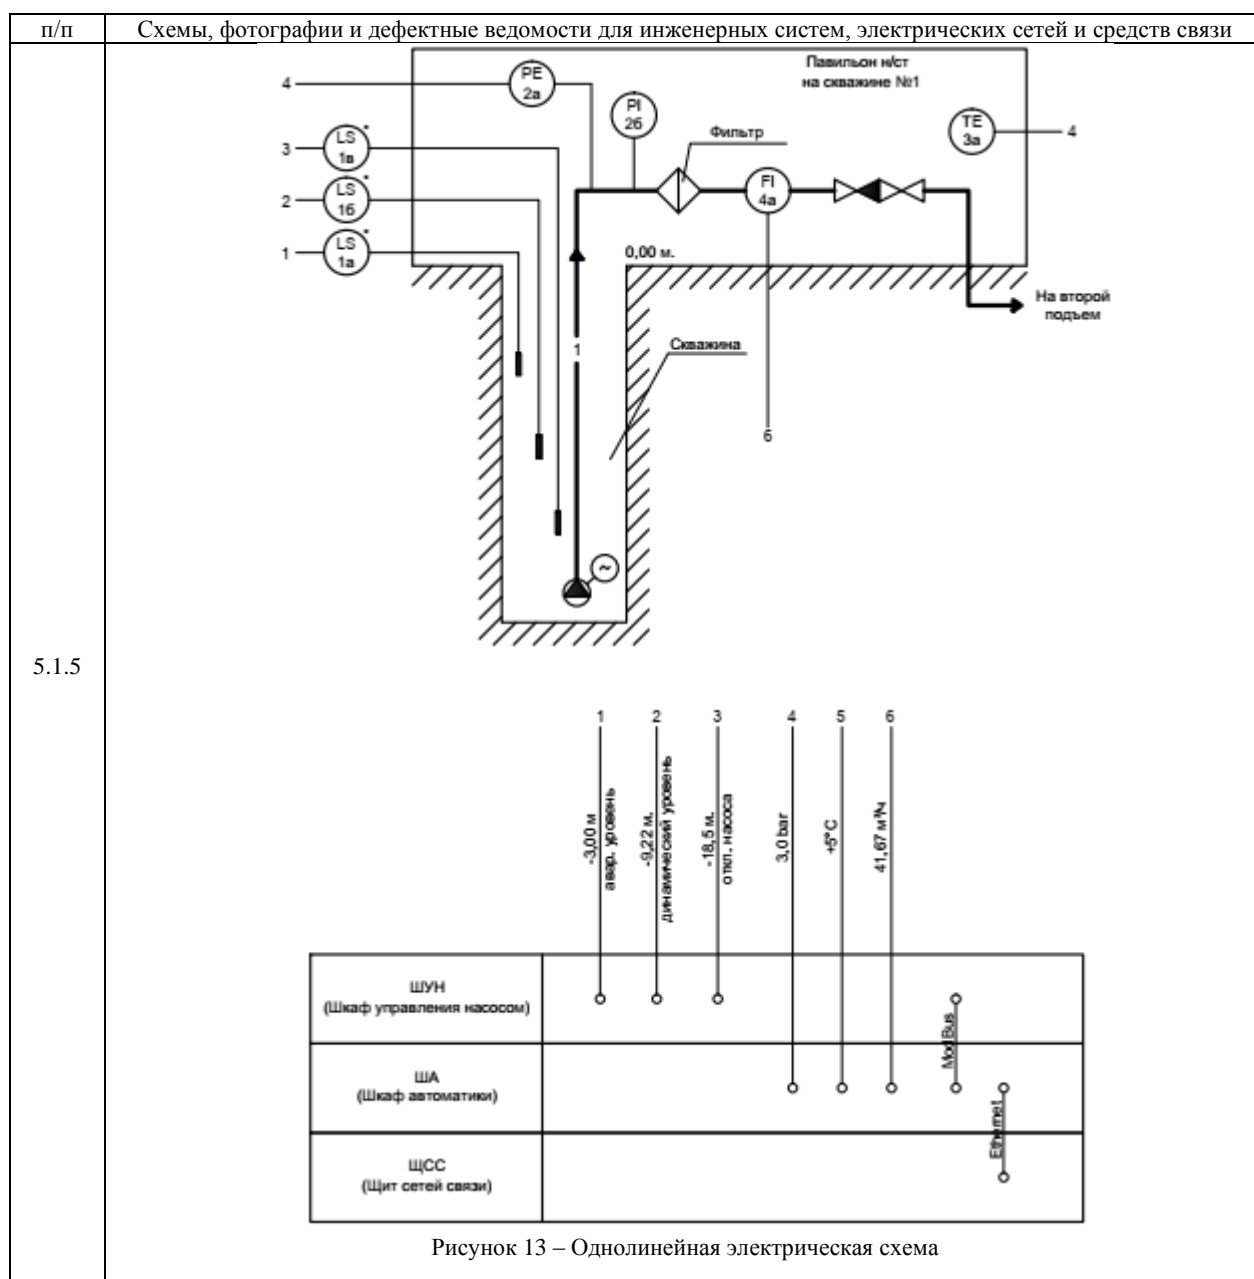 п/п
Схемы, фотографии и дефектные ведомости для инженерных систем, электрических сетей и средств связи
5.1.5
Павильон н/ст
на скважине №1
4
PE
2а
PI
2б
Фильтр
TE
3а
4
3
LS*
1в
2
LS*
1б
1
LS*
1а
FI
4а
0,00 м.
На второй
подъем
1
Скважина
6
~
1
2
3
4
5
6
-3,00 м
авар. уровень
-9,22 м.
динамический уровень
-18,5 м.
откл. насоса
3,0 bar
+5°C
41,67 м³/ч
ШУН
(Шкаф управления насосом)
ModBus
ША
(Шкаф автоматики)
Ethernet
ЩСС
(Щит сетей связи)
Рисунок 13 – Однолинейная электрическая схема